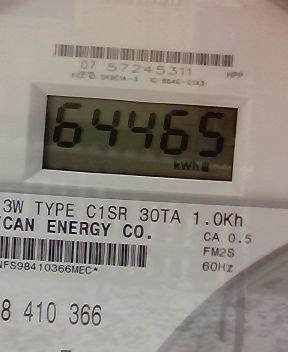 07 57245311 HPP
64465
kWh
3W TYPE C1SR 30TA 1.0Kh
CAN ENERGY CO. CA 0.5
FM2S
NFS98410366MEC* 60Hz
8 410 366